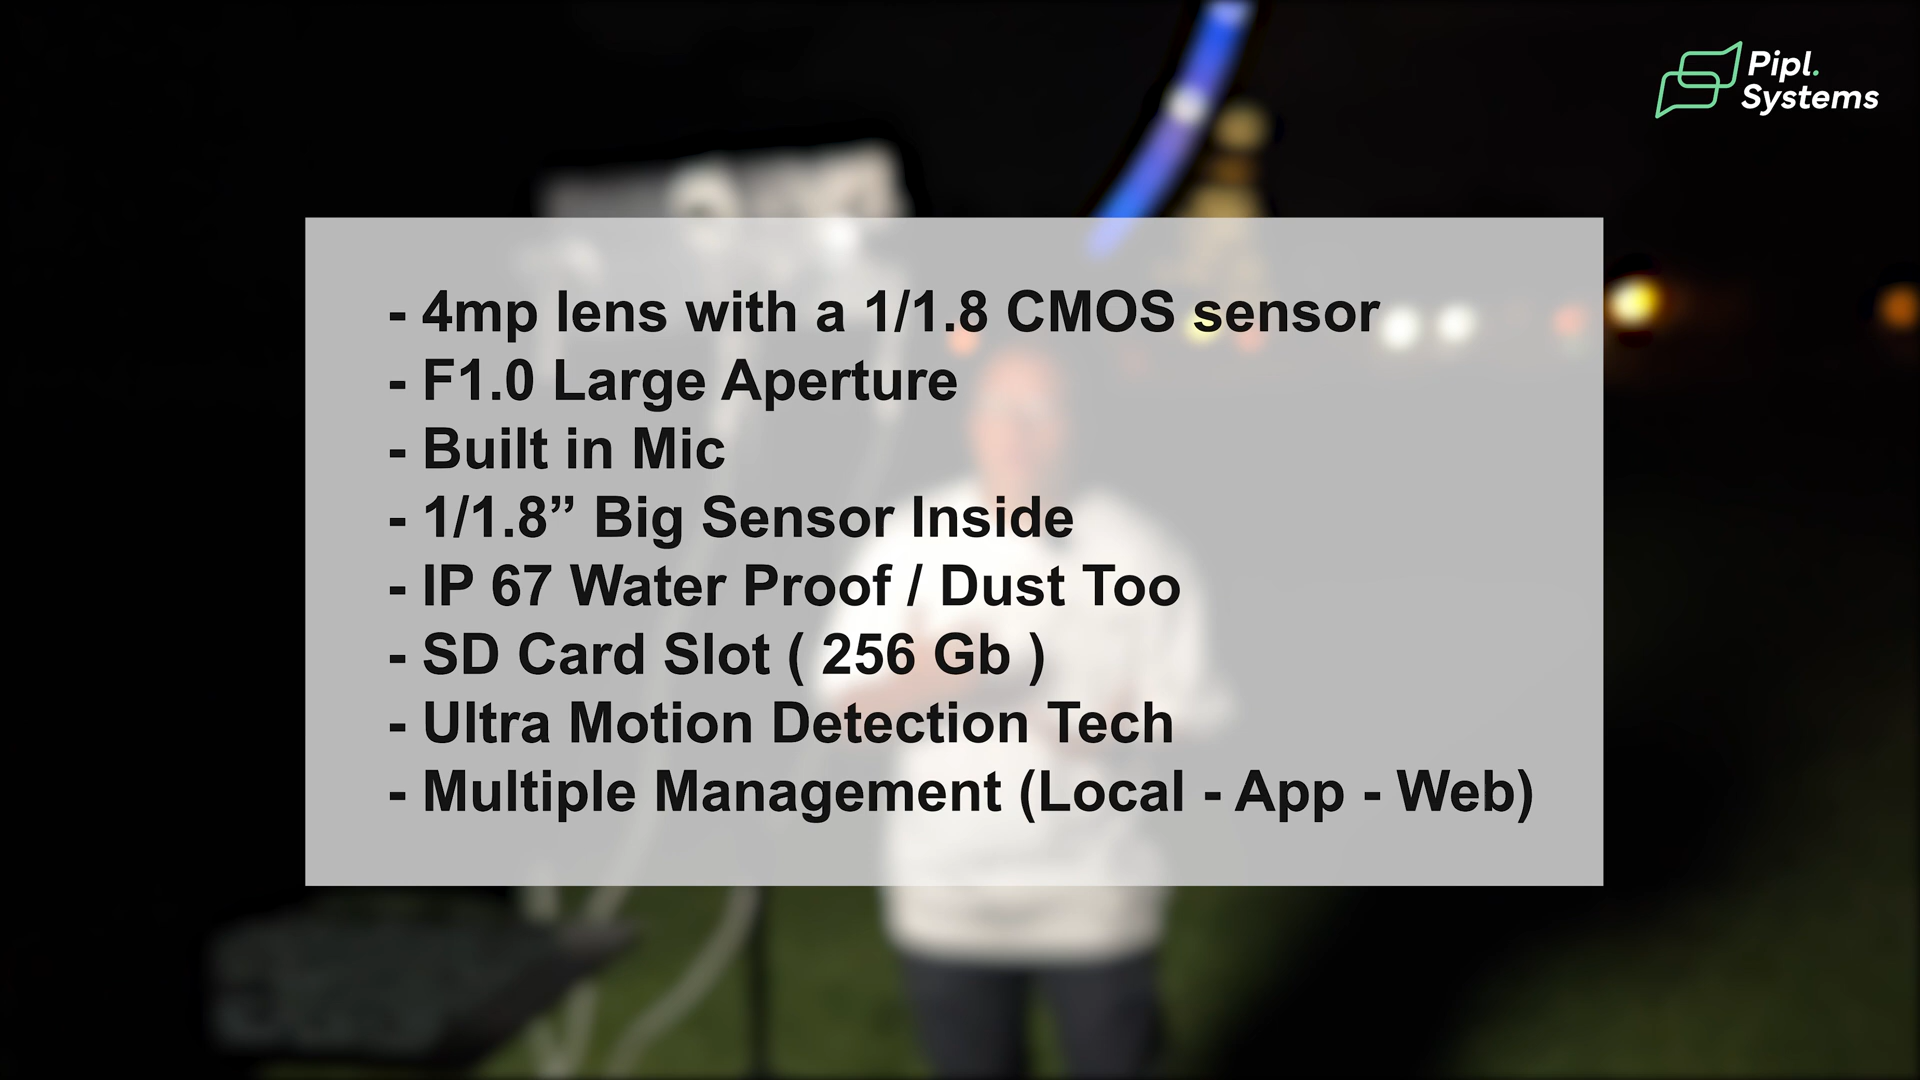 Pipl.
Systems
- 4mp lens with a 1/1.8 CMOS sensor
- F1.0 Large Aperture
- Built in Mic
- 1/1.8” Big Sensor Inside
- IP 67 Water Proof / Dust Too
- SD Card Slot ( 256 Gb )
- Ultra Motion Detection Tech
- Multiple Management (Local - App - Web)